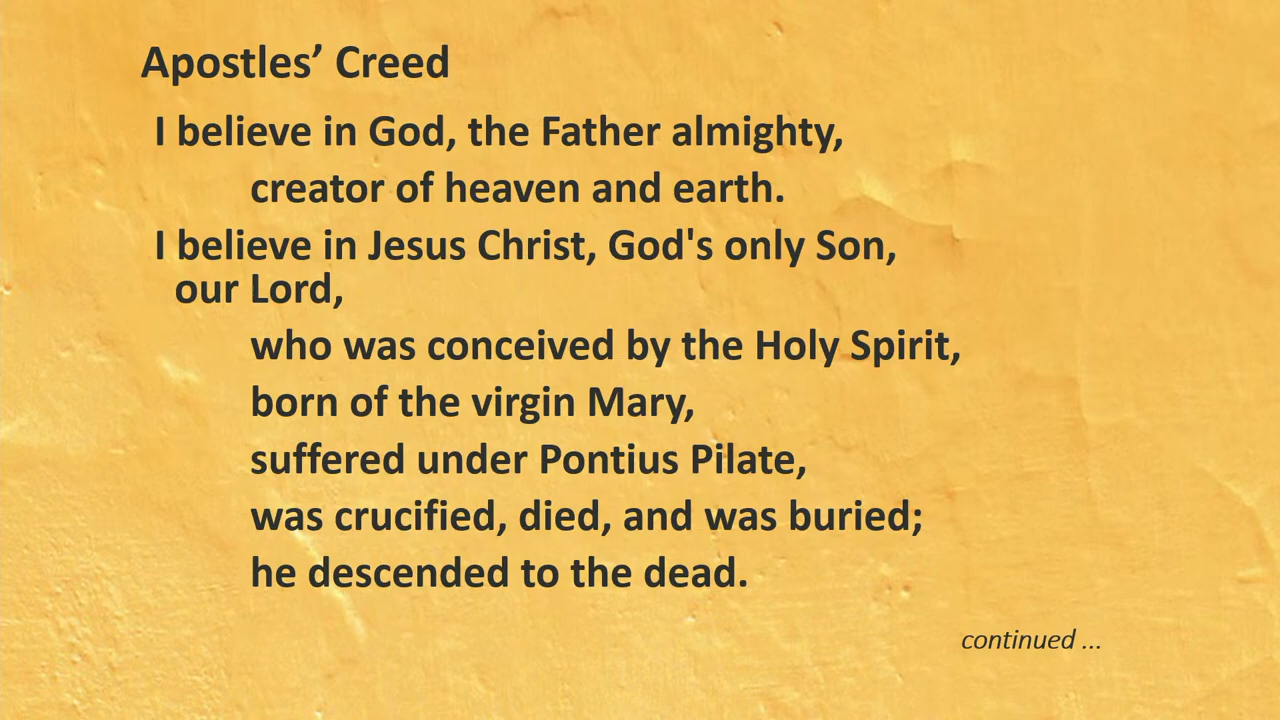 Apostles’ Creed
I believe in God, the Father almighty,
creator of heaven and earth.
I believe in Jesus Christ, God's only Son,
our Lord,
who was conceived by the Holy Spirit,
born of the virgin Mary,
suffered under Pontius Pilate,
was crucified, died, and was buried;
he descended to the dead.
continued ...